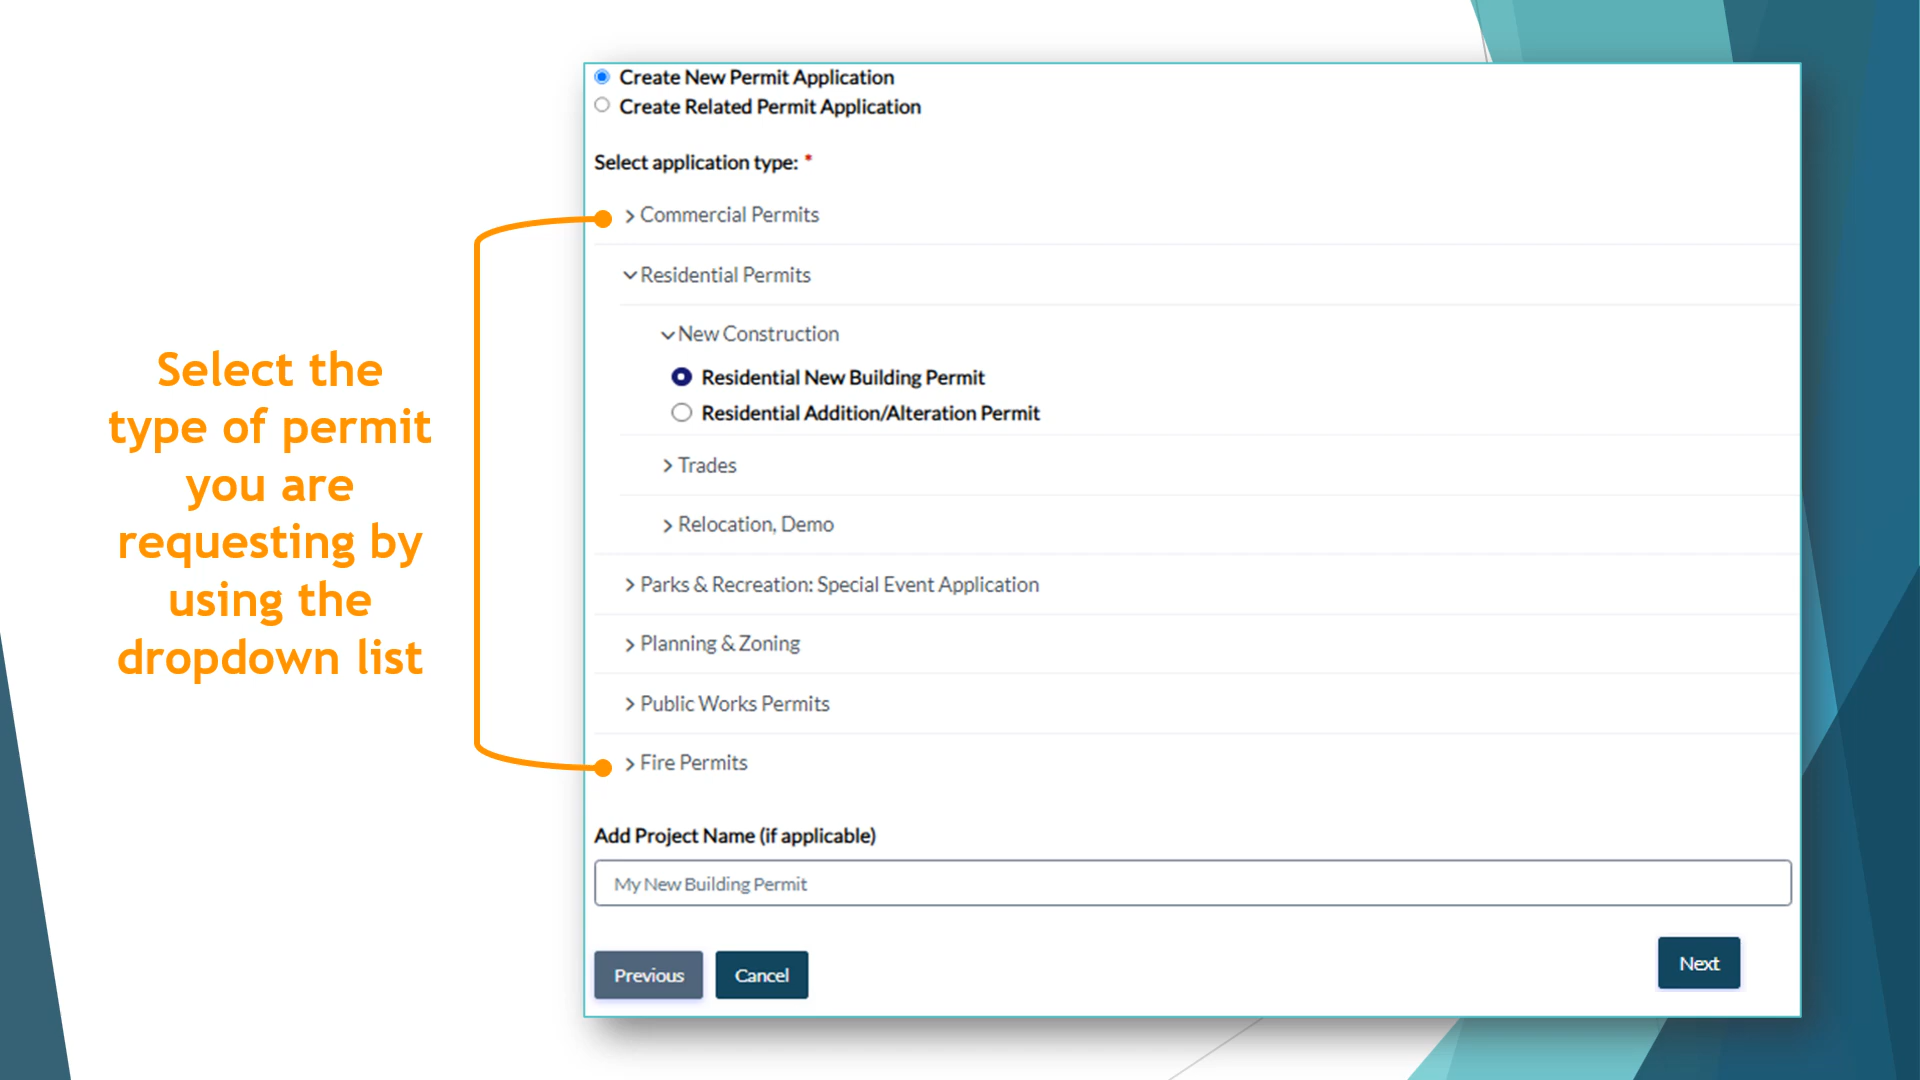 Select the
type of permit
you are
requesting by
using the
dropdown list
Create New Permit Application
Create Related Permit Application
Select application type: *
Commercial Permits
Residential Permits
New Construction
Residential New Building Permit
Residential Addition/Alteration Permit
Trades
Relocation, Demo
Parks & Recreation: Special Event Application
Planning & Zoning
Public Works Permits
Fire Permits
Add Project Name (if applicable)
My New Building Permit
Previous
Cancel
Next